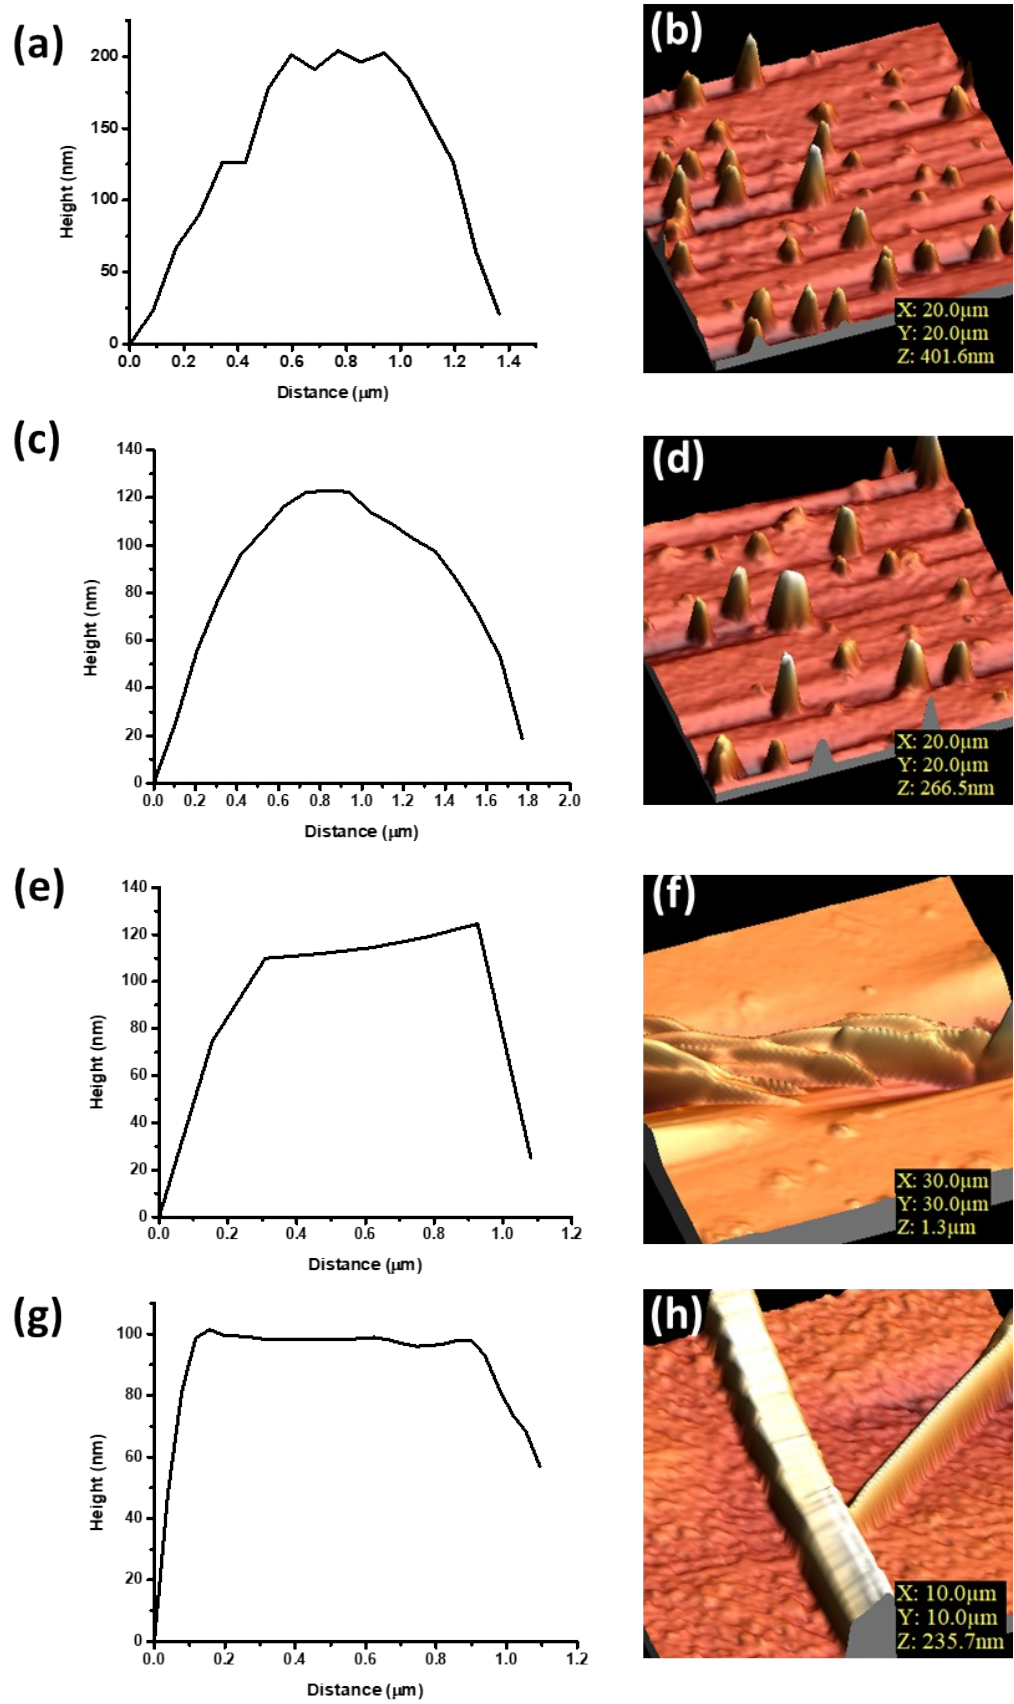 (a)
200
150
100
50
0
0.0 0.2 0.4 0.6 0.8 1.0 1.2 1.4
Height (nm)
Distance (μm)
(b)
X: 20.0μm
Y: 20.0μm
Z: 401.6nm
(c)
140
120
100
80
60
40
20
0
0.0 0.2 0.4 0.6 0.8 1.0 1.2 1.4 1.6 1.8 2.0
Height (nm)
Distance (μm)
(d)
X: 20.0μm
Y: 20.0μm
Z: 266.5nm
(e)
140
120
100
80
60
40
20
0
0.0 0.2 0.4 0.6 0.8 1.0 1.2
Height (nm)
Distance (μm)
(f)
X: 30.0μm
Y: 30.0μm
Z: 1.3μm
(g)
100
80
60
40
20
0
0.0 0.2 0.4 0.6 0.8 1.0 1.2
Height (nm)
Distance (μm)
(h)
X: 10.0μm
Y: 10.0μm
Z: 235.7nm